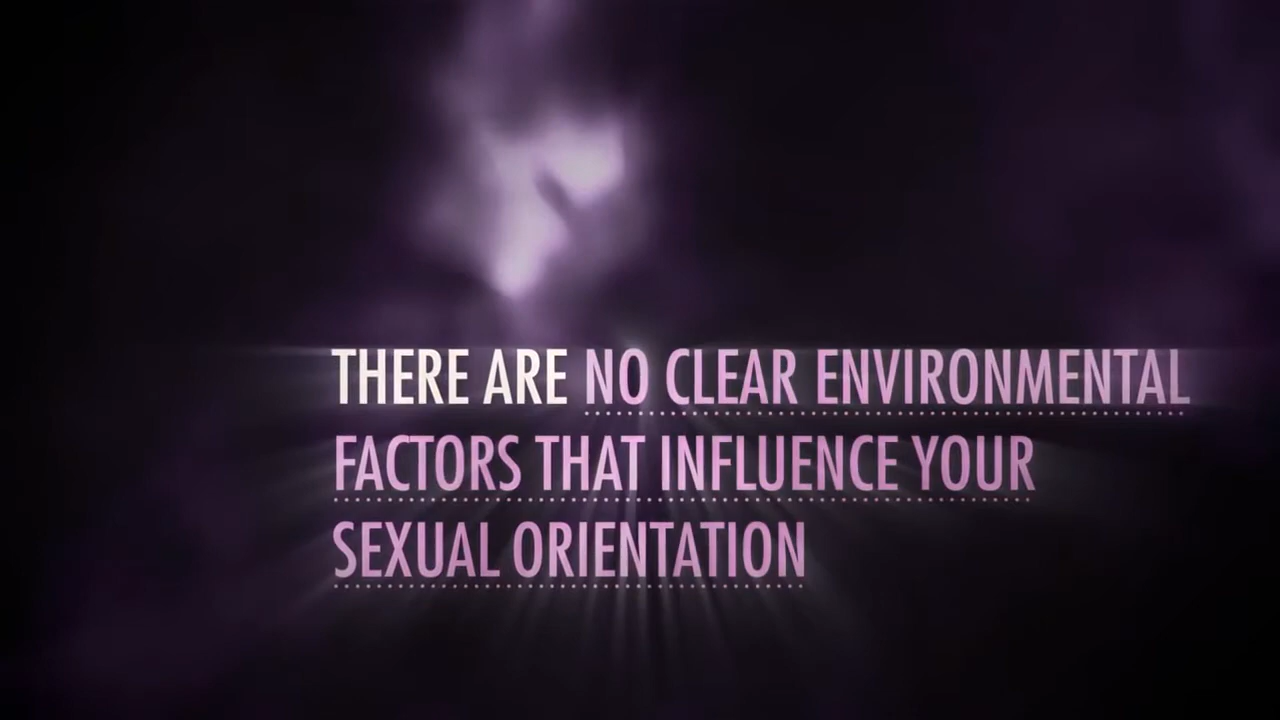 THERE ARE NO CLEAR ENVIRONMENTAL
FACTORS THAT INFLUENCE YOUR
SEXUAL ORIENTATION